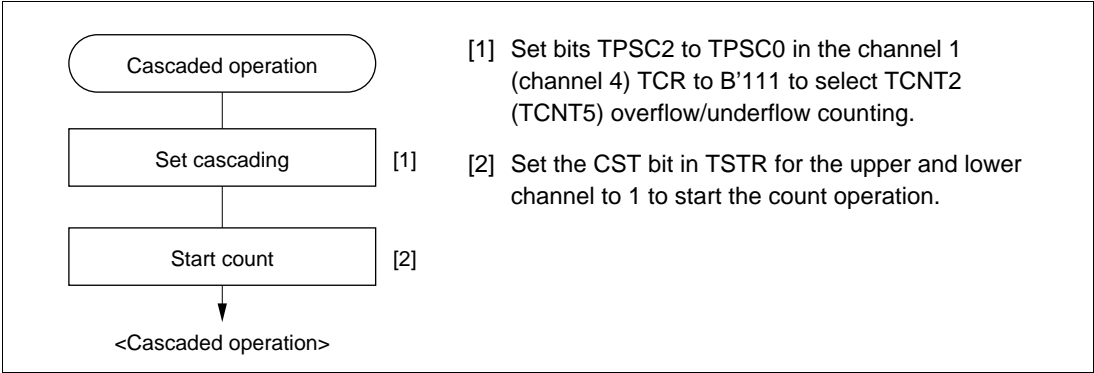 Cascaded operation
Set cascading
[1]
Start count
[2]
<Cascaded operation>
[1] Set bits TPSC2 to TPSC0 in the channel 1
(channel 4) TCR to B’111 to select TCNT2
(TCNT5) overflow/underflow counting.
[2] Set the CST bit in TSTR for the upper and lower
channel to 1 to start the count operation.